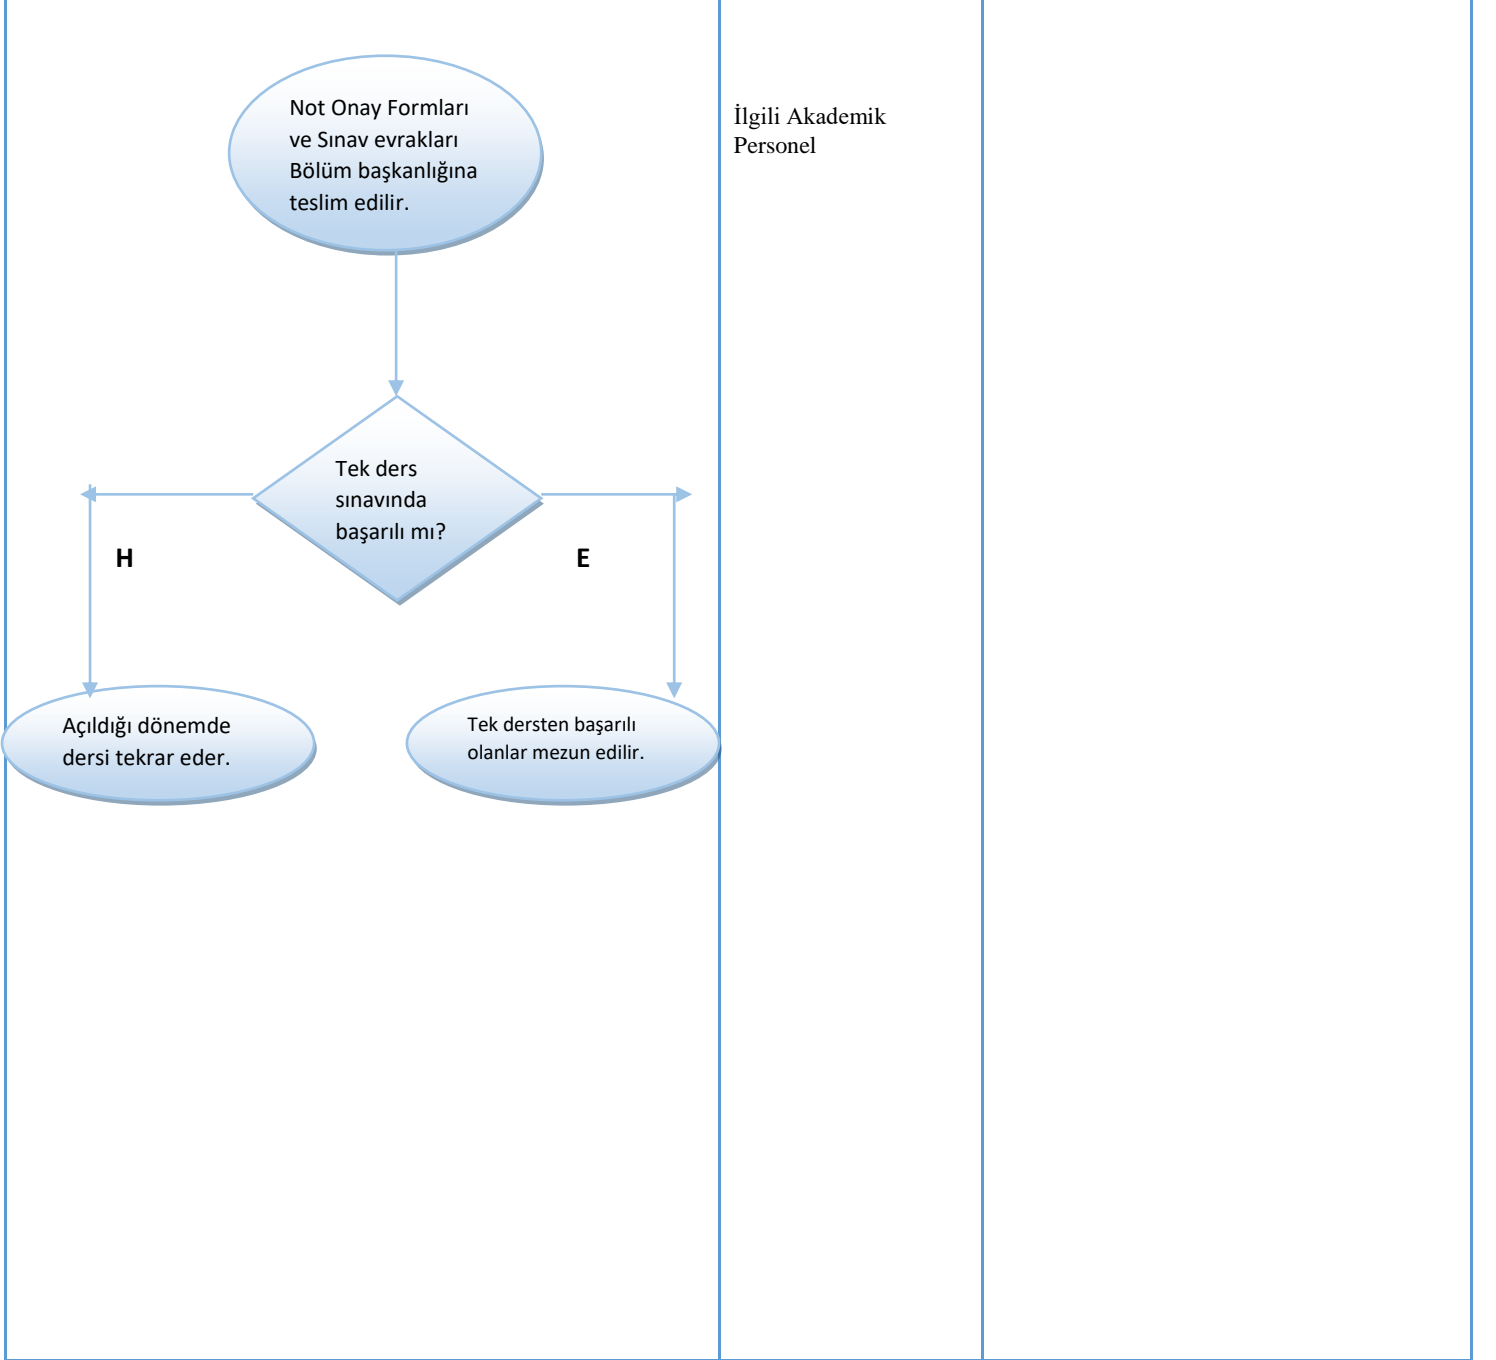 Not Onay Formları
ve Sınav evrakları
Bölüm başkanlığına
teslim edilir.
İlgili Akademik
Personel
Tek ders
sınavında
başarılı mı?
H
E
Açıldığı dönemde
dersi tekrar eder.
Tek dersten başarılı
olanlar mezun edilir.